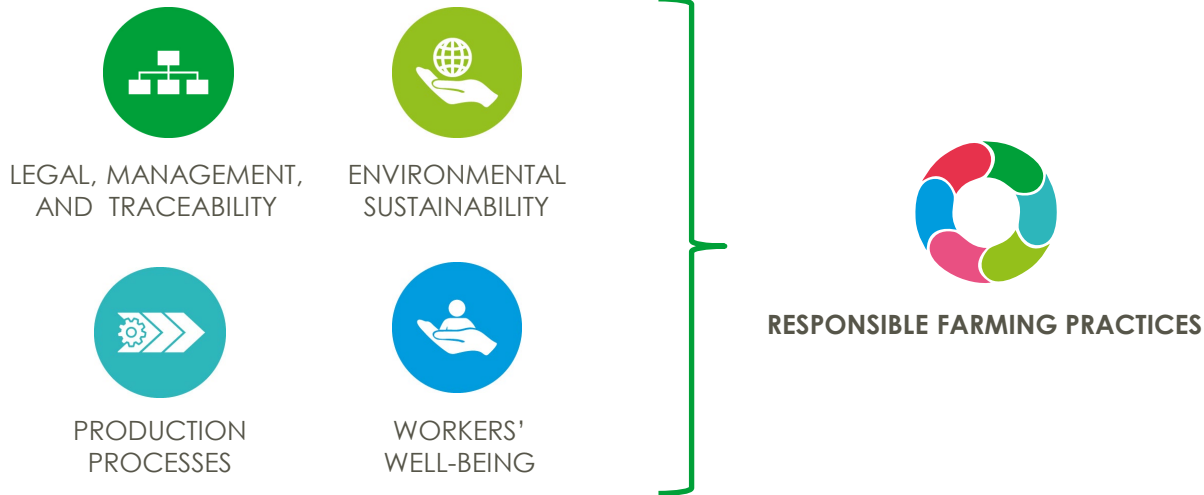 LEGAL, MANAGEMENT,
AND TRACEABILITY
ENVIRONMENTAL
SUSTAINABILITY
PRODUCTION
PROCESSES
WORKERS’
WELL-BEING
RESPONSIBLE FARMING PRACTICES